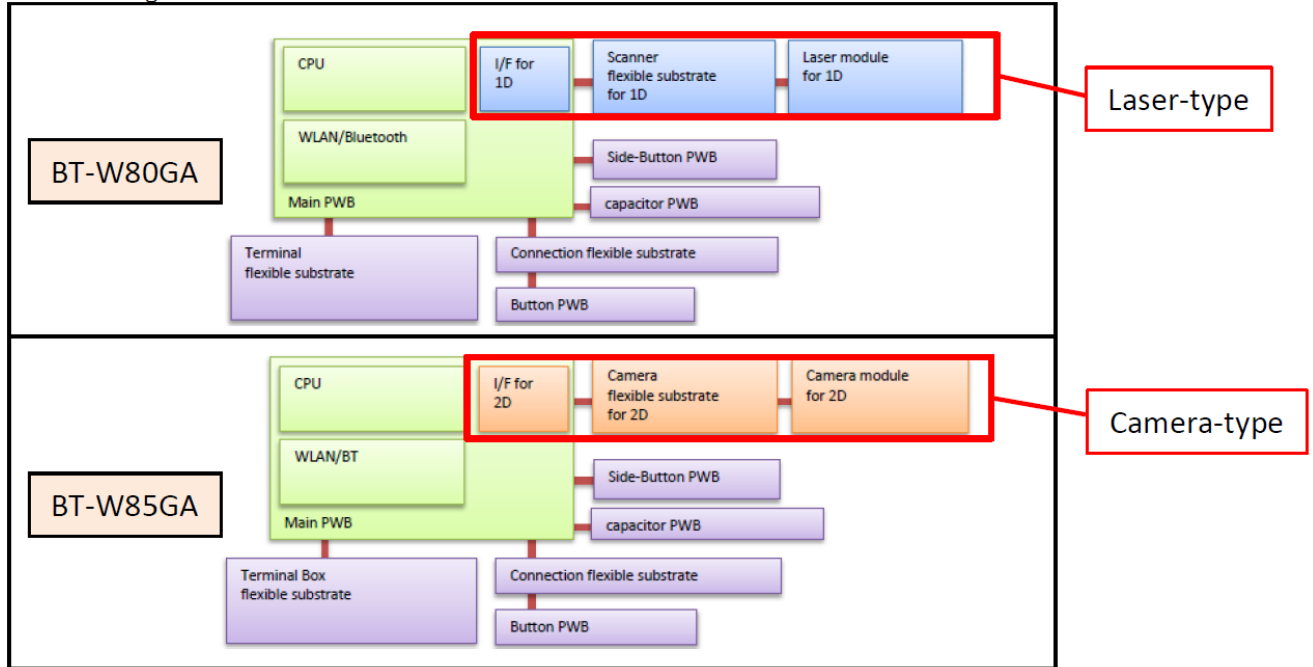 CPU
I/F for
1D
Scanner
flexible substrate
for 1D
Laser module
for 1D
Laser-type
WLAN/Bluetooth
Side-Button PWB
BT-W80GA
Main PWB
capacitor PWB
Terminal
flexible substrate
Connection flexible substrate
Button PWB
CPU
I/F for
2D
Camera
flexible substrate
for 2D
Camera module
for 2D
Camera-type
WLAN/BT
Side-Button PWB
BT-W85GA
Main PWB
capacitor PWB
Terminal Box
flexible substrate
Connection flexible substrate
Button PWB